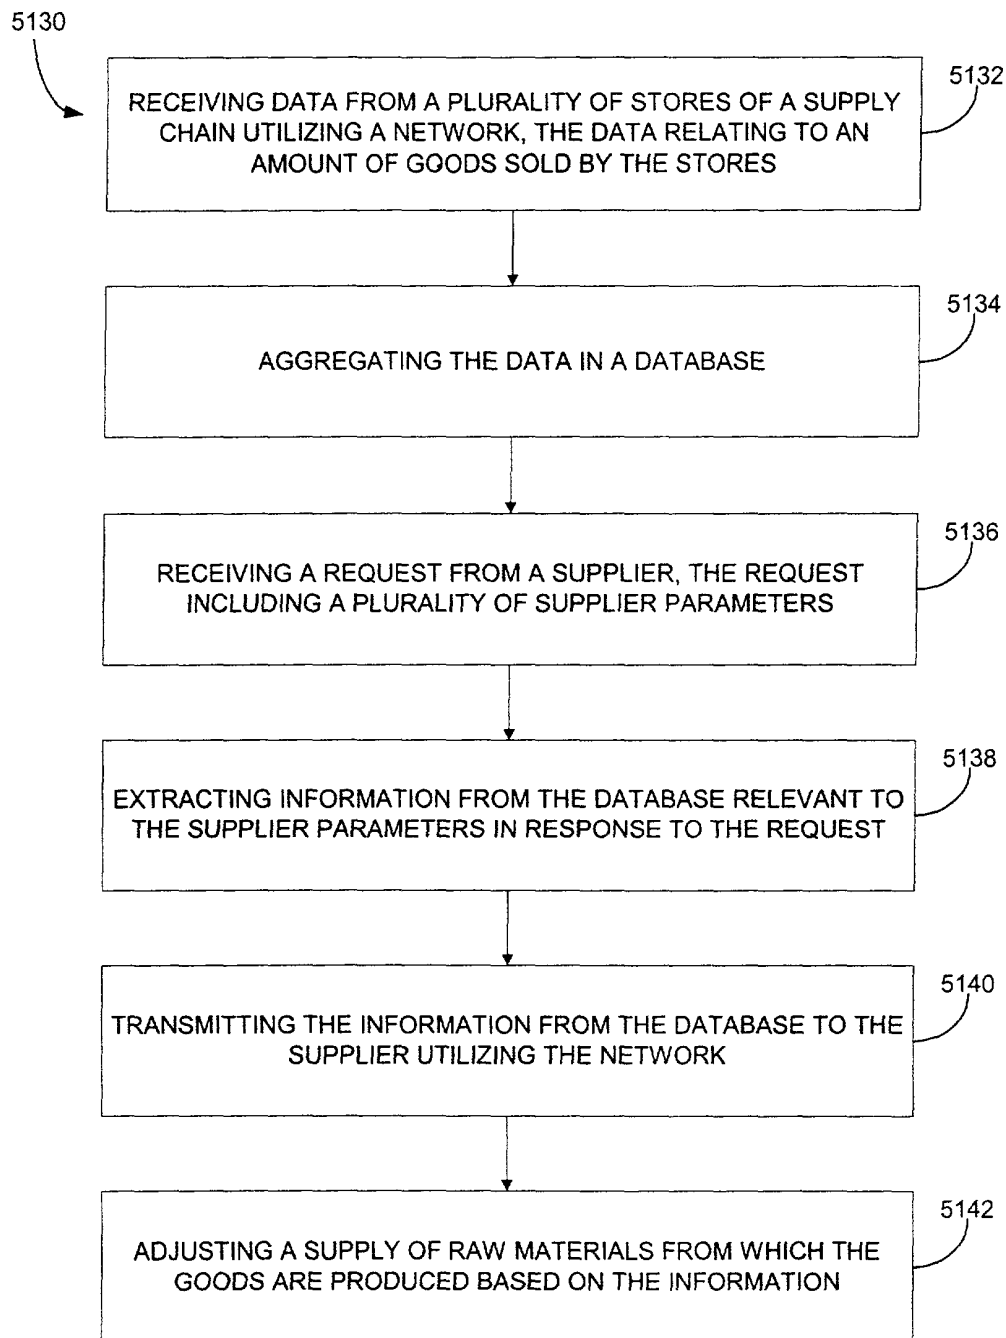 5130
5132
RECEIVING DATA FROM A PLURALITY OF STORES OF A SUPPLY
CHAIN UTILIZING A NETWORK, THE DATA RELATING TO AN
AMOUNT OF GOODS SOLD BY THE STORES
5134
AGGREGATING THE DATA IN A DATABASE
5136
RECEIVING A REQUEST FROM A SUPPLIER, THE REQUEST
INCLUDING A PLURALITY OF SUPPLIER PARAMETERS
5138
EXTRACTING INFORMATION FROM THE DATABASE RELEVANT TO
THE SUPPLIER PARAMETERS IN RESPONSE TO THE REQUEST
5140
TRANSMITTING THE INFORMATION FROM THE DATABASE TO THE
SUPPLIER UTILIZING THE NETWORK
5142
ADJUSTING A SUPPLY OF RAW MATERIALS FROM WHICH THE
GOODS ARE PRODUCED BASED ON THE INFORMATION